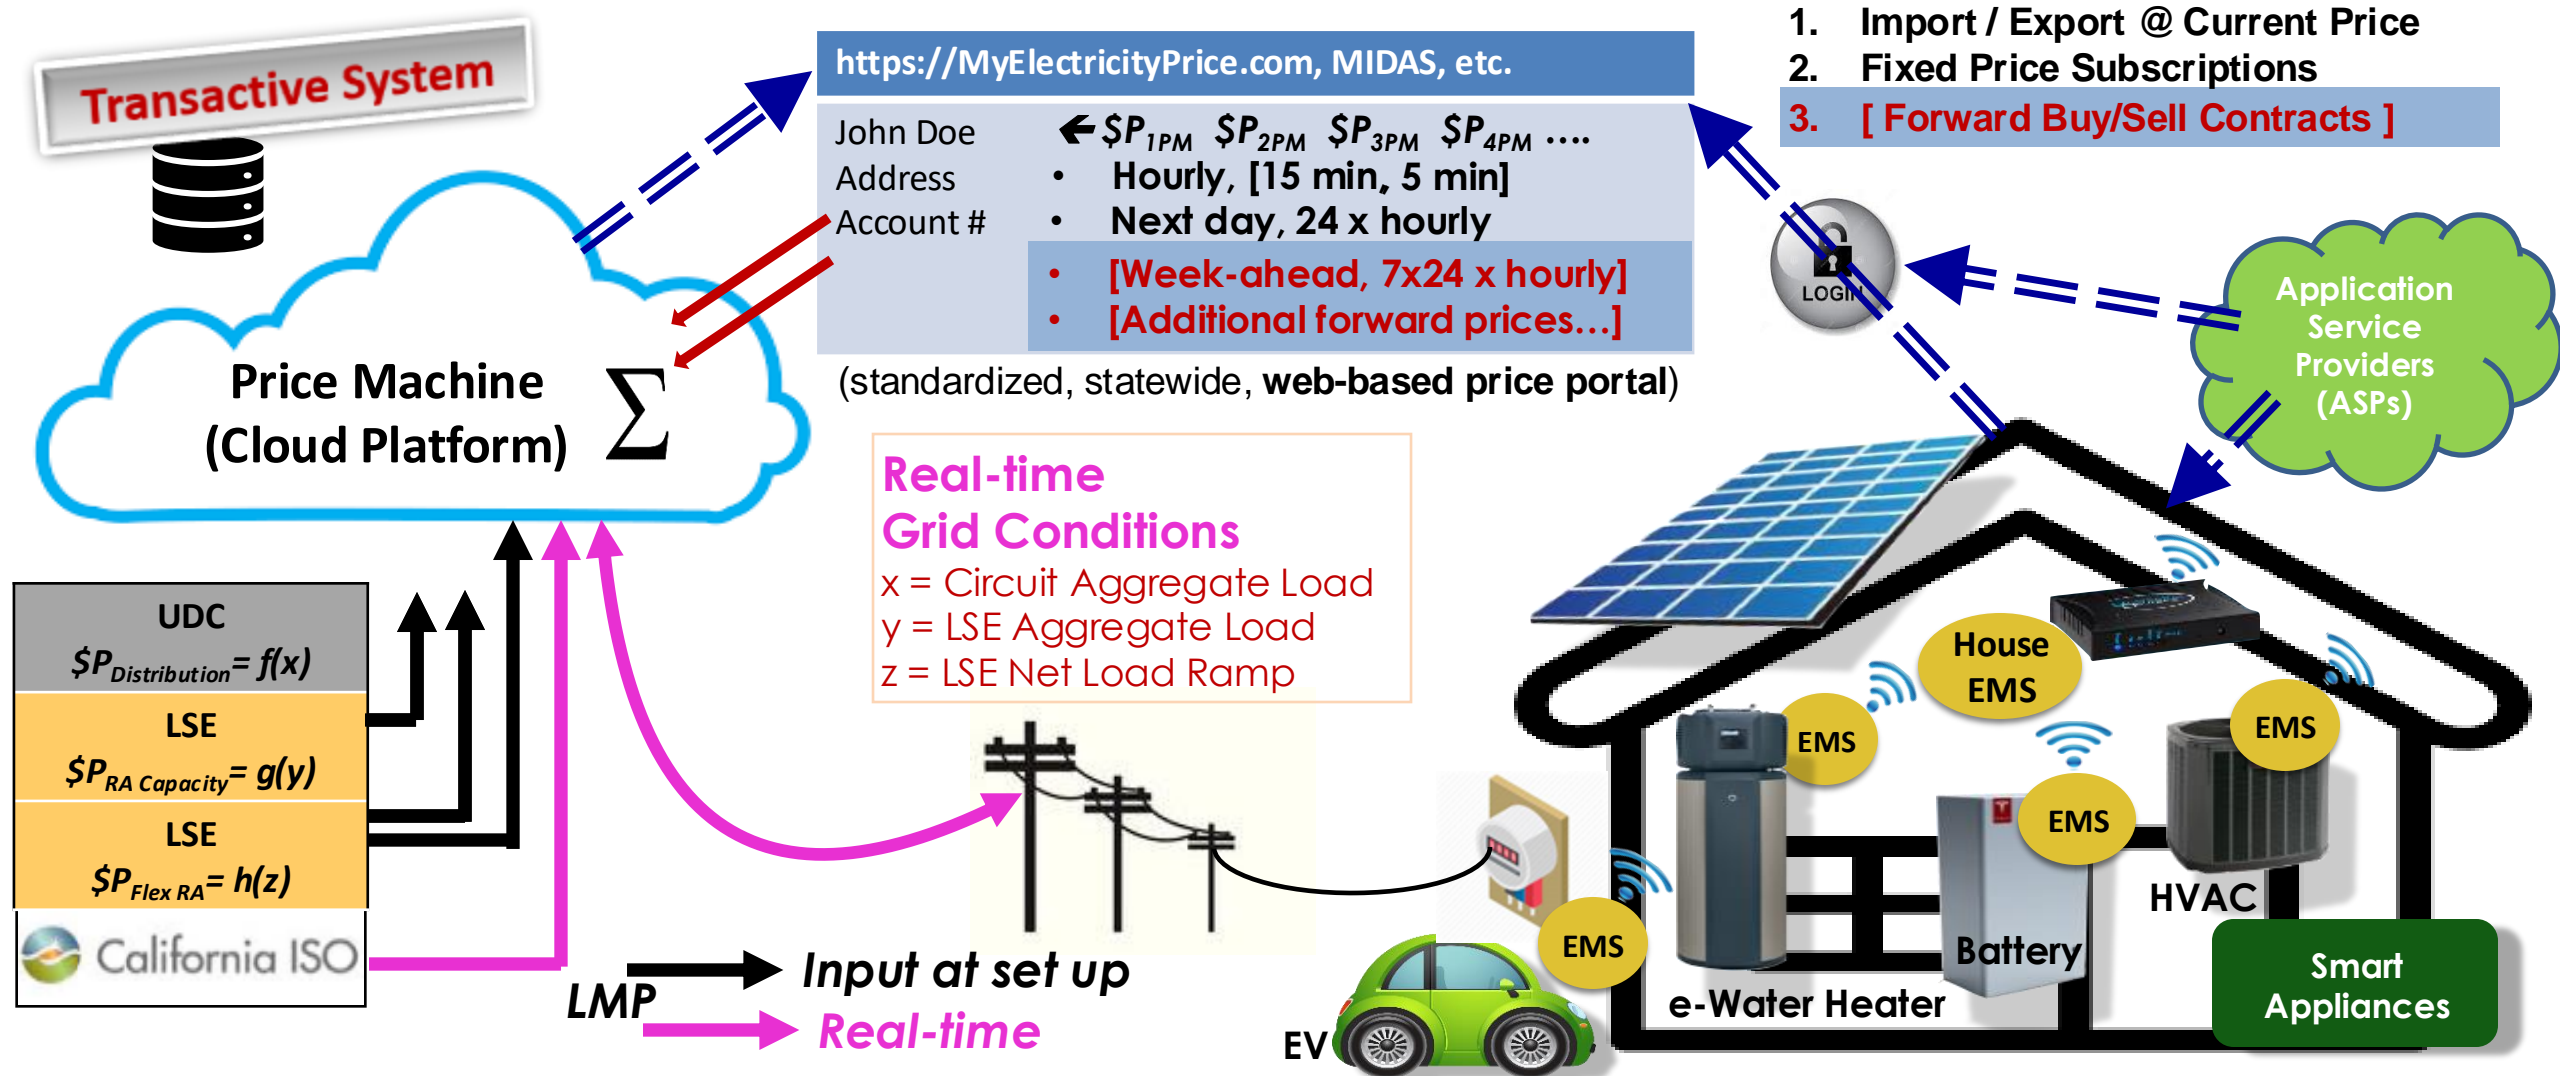 Transactive System
https://MyElectricityPrice.com, MIDAS, etc.
John Doe
Address
Account #
🡸 $P1PM $P2PM $P3PM $P4PM ....
• Hourly, [15 min, 5 min]
• Next day, 24 x hourly
• [Week-ahead, 7x24 x hourly]
• [Additional forward prices…]
(standardized, statewide, web-based price portal)
1. Import / Export @ Current Price
2. Fixed Price Subscriptions
3. [ Forward Buy/Sell Contracts ]
LOGIN
Application
Service
Providers
(ASPs)
Price Machine
(Cloud Platform)
∑
Real-time
Grid Conditions
x = Circuit Aggregate Load
y = LSE Aggregate Load
z = LSE Net Load Ramp
UDC
$PDistribution= f(x)
LSE
$PRA Capacity= g(y)
LSE
$PFlex RA= h(z)
California ISO
LMP
Input at set up
Real-time
House
EMS
EMS
EMS
EMS
EMS
HVAC
Battery
e-Water Heater
EV
Smart
Appliances